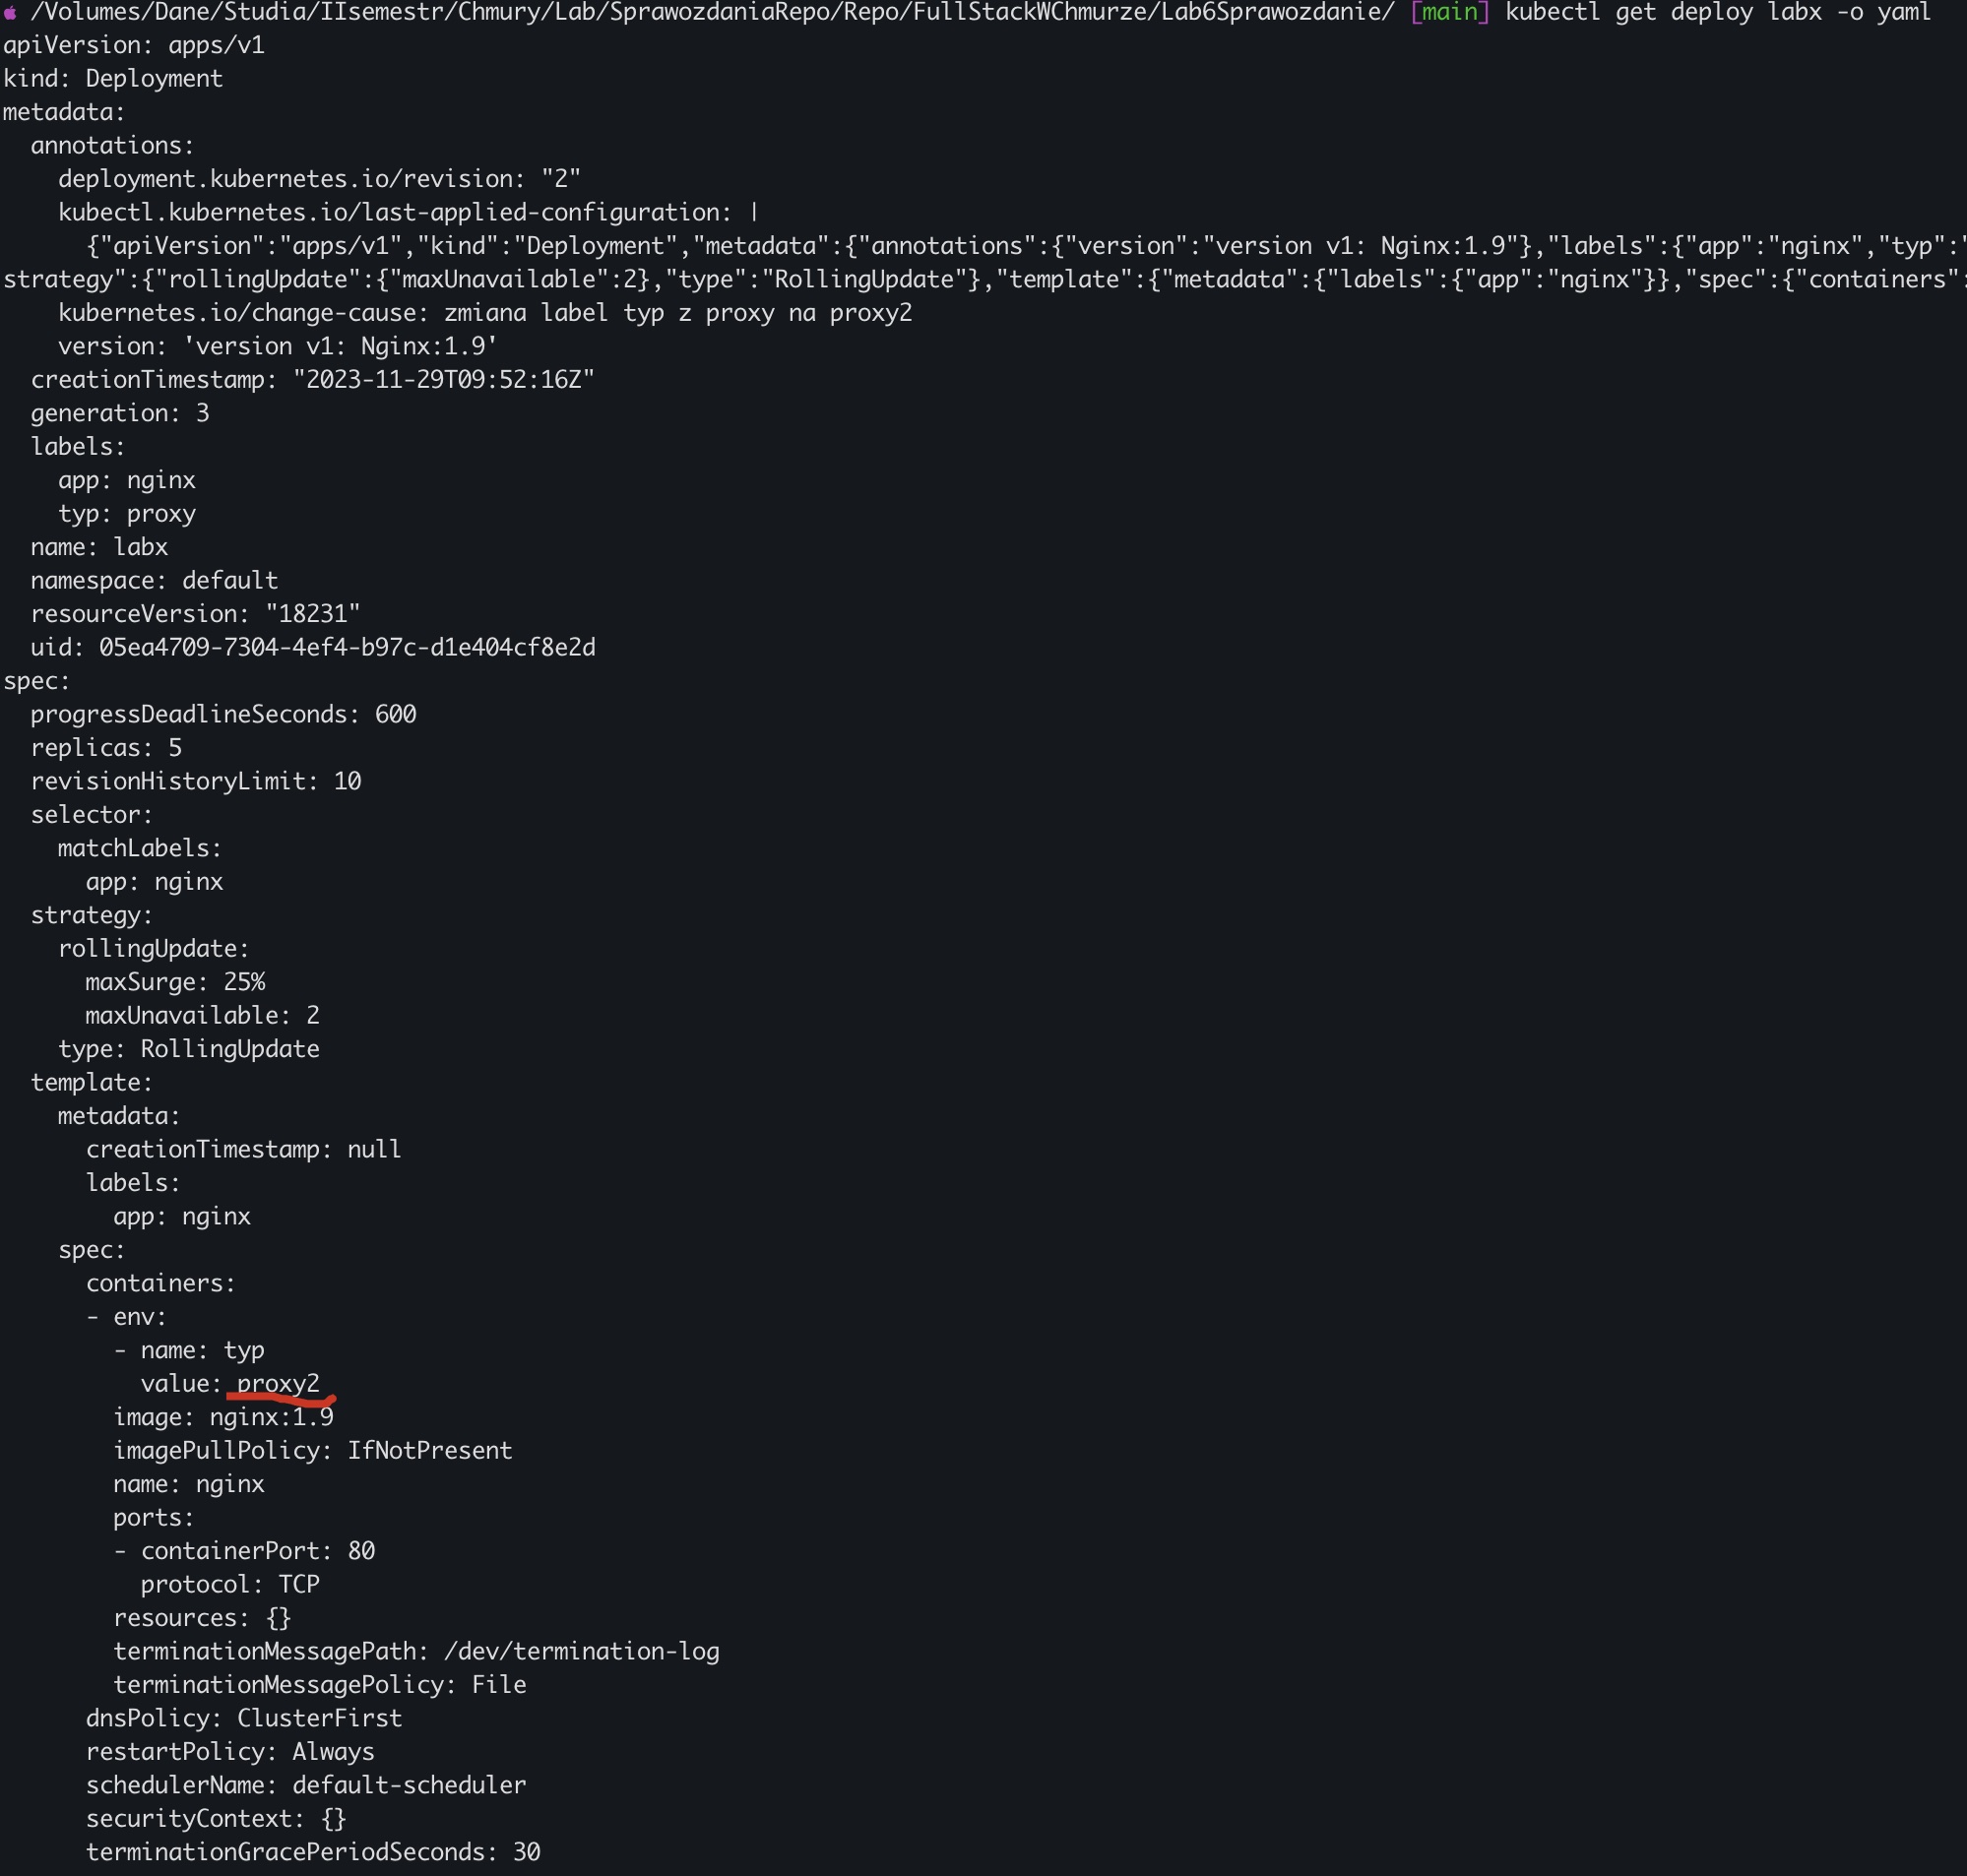 /Volumes/Dane/Studia/IIsemestr/Chmury/Lab/SprawozdaniaRepo/Repo/FullStackWChmurze/Lab6Sprawozdanie/ [main] kubectl get deploy labx -o yaml
apiVersion: apps/v1
kind: Deployment
metadata:
  annotations:
    deployment.kubernetes.io/revision: "2"
    kubectl.kubernetes.io/last-applied-configuration: |
      {"apiVersion":"apps/v1","kind":"Deployment","metadata":{"annotations":{"version":"version v1: Nginx:1.9"},"labels":{"app":"nginx","typ":"
strategy":{"rollingUpdate":{"maxUnavailable":2},"type":"RollingUpdate"},"template":{"metadata":{"labels":{"app":"nginx"}},"spec":{"containers":
    kubernetes.io/change-cause: zmiana label typ z proxy na proxy2
    version: 'version v1: Nginx:1.9'
  creationTimestamp: "2023-11-29T09:52:16Z"
  generation: 3
  labels:
    app: nginx
    typ: proxy
  name: labx
  namespace: default
  resourceVersion: "18231"
  uid: 05ea4709-7304-4ef4-b97c-d1e404cf8e2d
spec:
  progressDeadlineSeconds: 600
  replicas: 5
  revisionHistoryLimit: 10
  selector:
    matchLabels:
      app: nginx
  strategy:
    rollingUpdate:
      maxSurge: 25%
      maxUnavailable: 2
    type: RollingUpdate
  template:
    metadata:
      creationTimestamp: null
      labels:
        app: nginx
    spec:
      containers:
      - env:
        - name: typ
          value: proxy2
        image: nginx:1.9
        imagePullPolicy: IfNotPresent
        name: nginx
        ports:
        - containerPort: 80
          protocol: TCP
        resources: {}
        terminationMessagePath: /dev/termination-log
        terminationMessagePolicy: File
      dnsPolicy: ClusterFirst
      restartPolicy: Always
      schedulerName: default-scheduler
      securityContext: {}
      terminationGracePeriodSeconds: 30